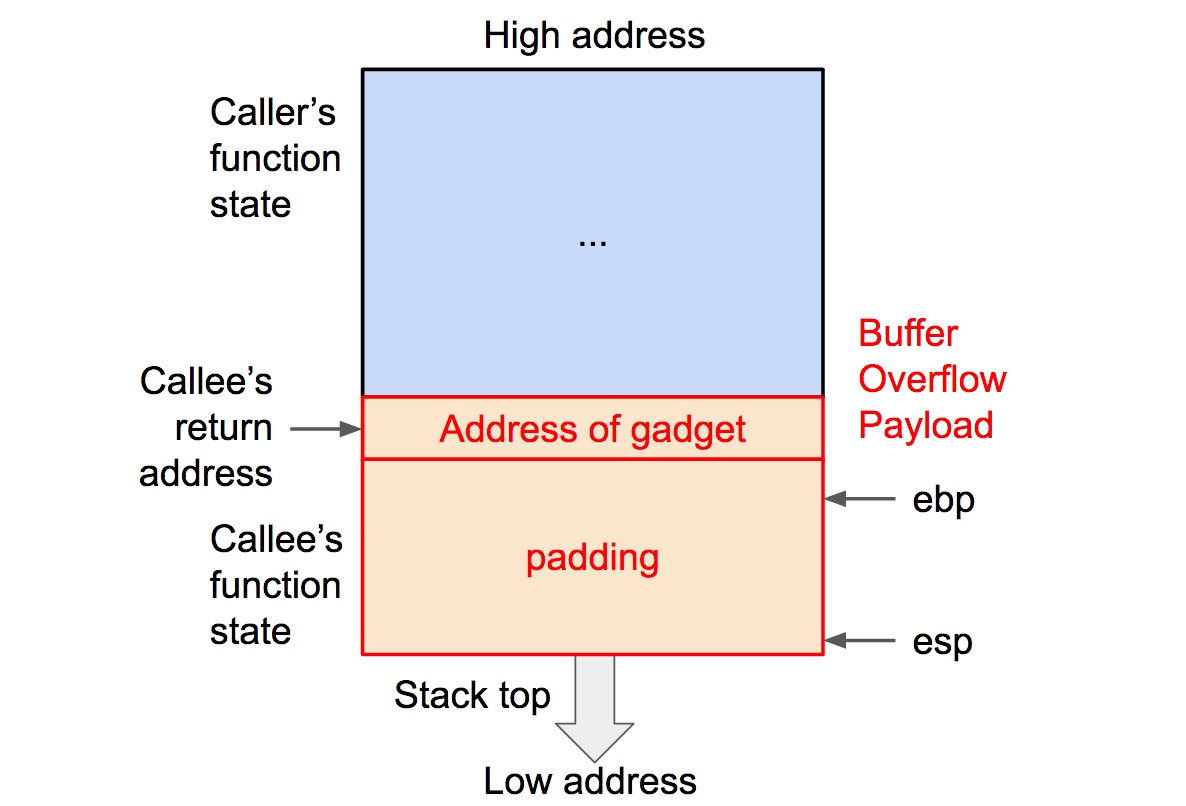 High address
Caller’s
function
state
...
Buffer
Overflow
Payload
Callee’s
return
address
Address of gadget
ebp
Callee’s
function
state
padding
esp
Stack top
Low address